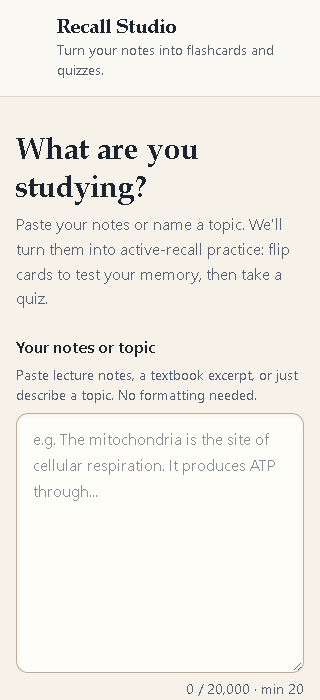 Recall Studio
Turn your notes into flashcards and
quizzes.
What are you
studying?
Paste your notes or name a topic. We'll
turn them into active-recall practice: flip
cards to test your memory, then take a
quiz.
Your notes or topic
Paste lecture notes, a textbook excerpt, or just
describe a topic. No formatting needed.
e.g. The mitochondria is the site of
cellular respiration. It produces ATP
through...
0 / 20,000 · min 20